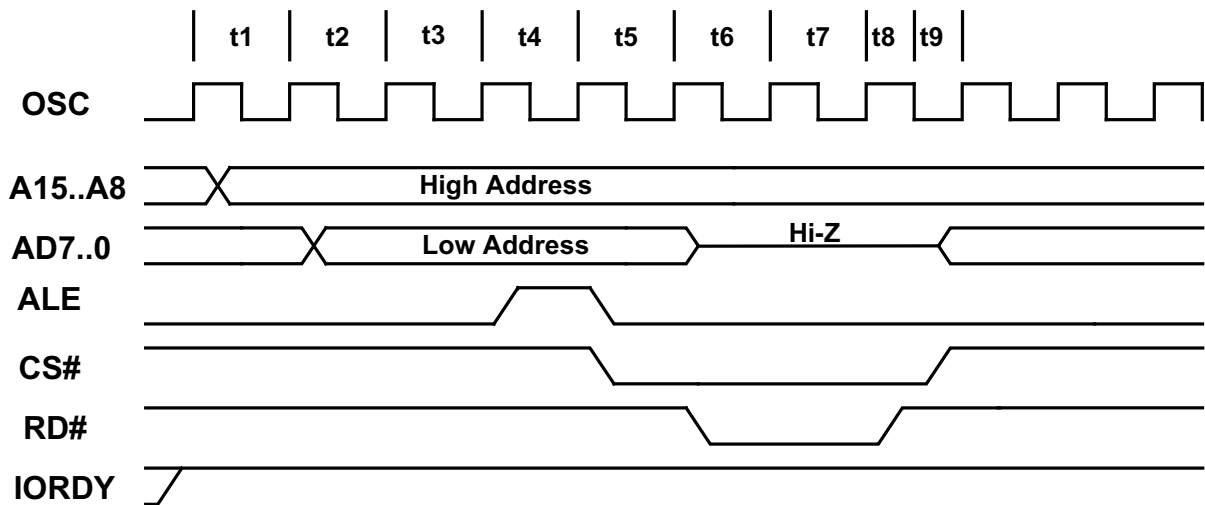 t1 t2 t3 t4 t5 t6 t7 t8 t9
OSC
A15..A8 High Address
AD7..0 Low Address Hi-Z
ALE
CS#
RD#
IORDY